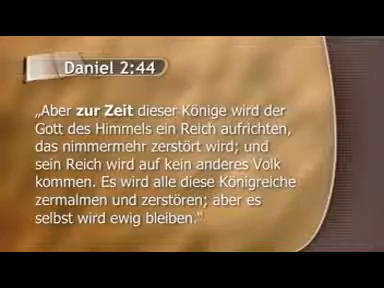 Daniel 2:44
„Aber zur Zeit dieser Könige wird der
Gott des Himmels ein Reich aufrichten,
das nimmermehr zerstört wird; und
sein Reich wird auf kein anderes Volk
kommen. Es wird alle diese Königreiche
zermalmen und zerstören; aber es
selbst wird ewig bleiben."